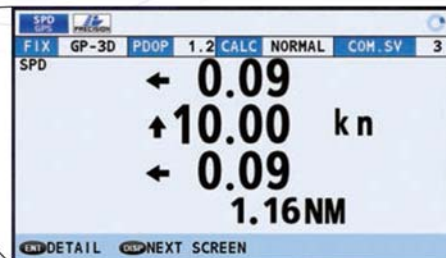 SPD
GPS
PRECISION
FIX GP-3D PDOP 1.2 CALC NORMAL COM.SV 3
SPD
← 0.09
↑ 10.00 kn
← 0.09
1.16NM
ENT DETAIL DISP NEXT SCREEN